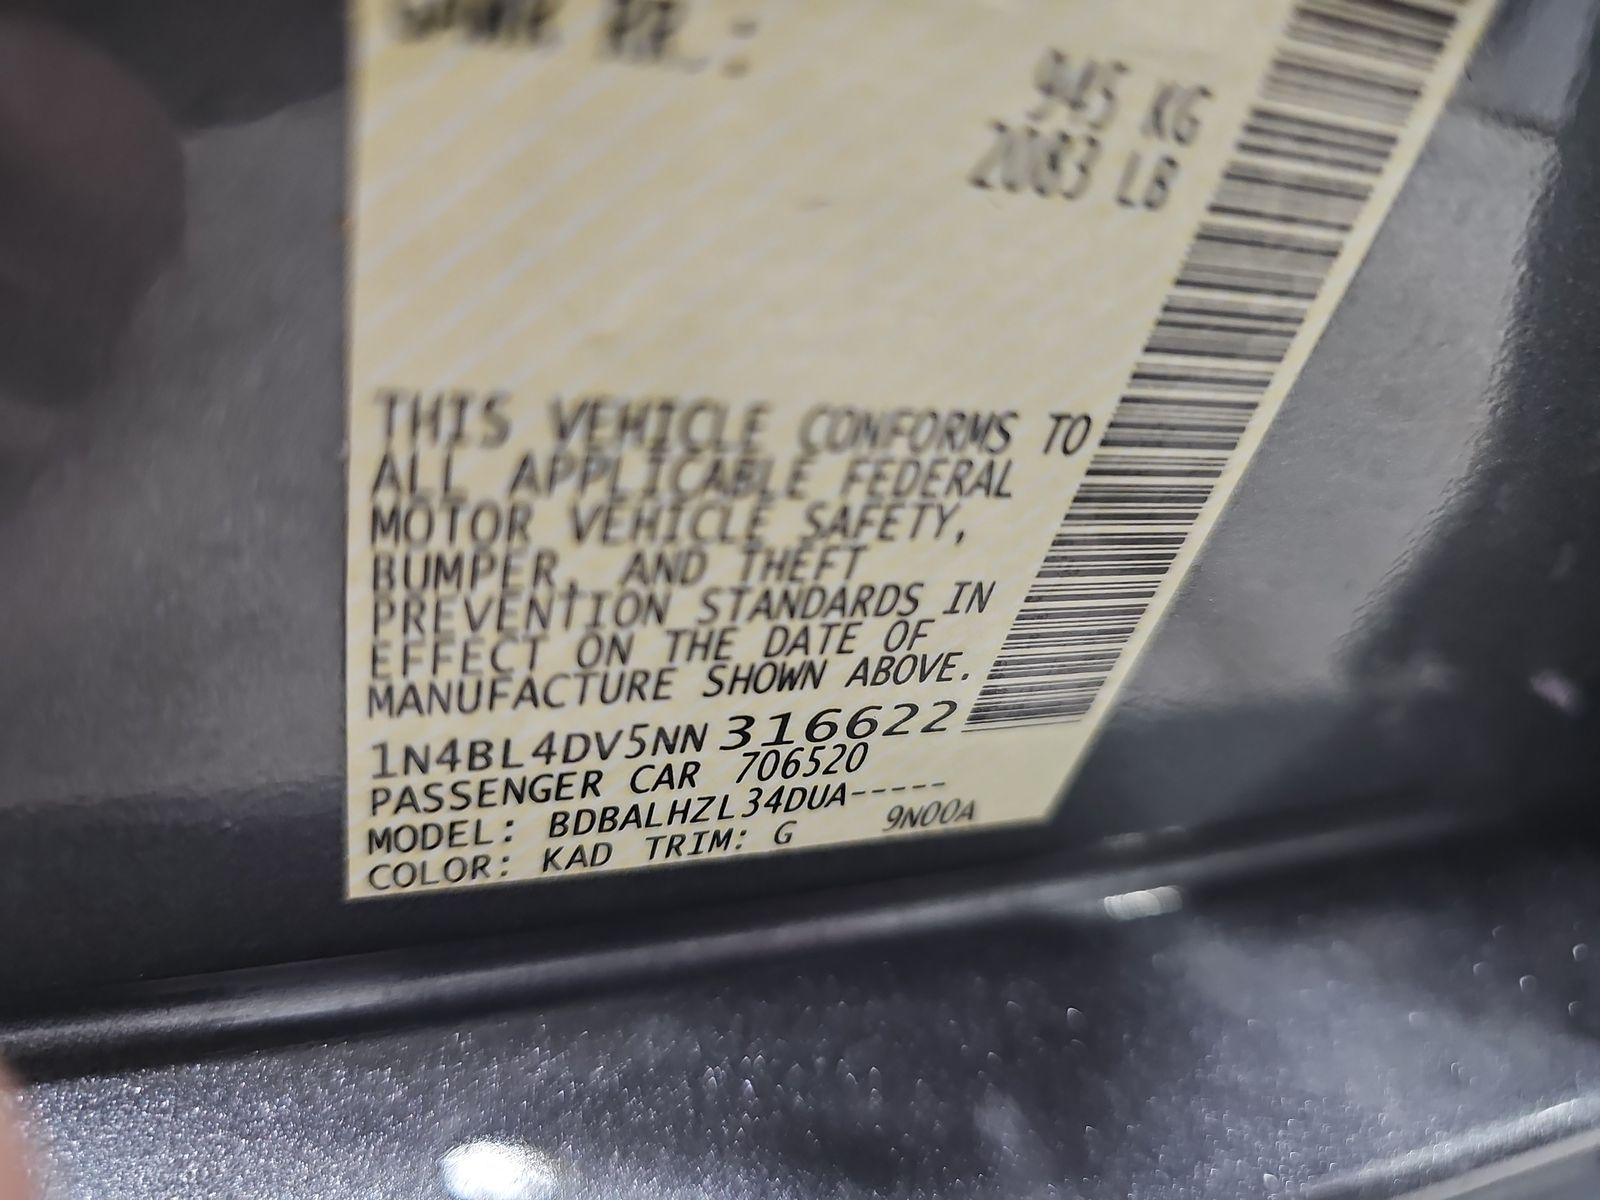 GAWR RR.:
945 KG
2083 LB
THIS VEHICLE CONFORMS TO
ALL APPLICABLE FEDERAL
MOTOR VEHICLE SAFETY,
BUMPER, AND THEFT
PREVENTION STANDARDS IN
EFFECT ON THE DATE OF
MANUFACTURE SHOWN ABOVE.
1N4BL4DV5NN316622
PASSENGER CAR 706520
MODEL: BDBALHZL34DUA-----
COLOR: KAD TRIM: G 9N00A